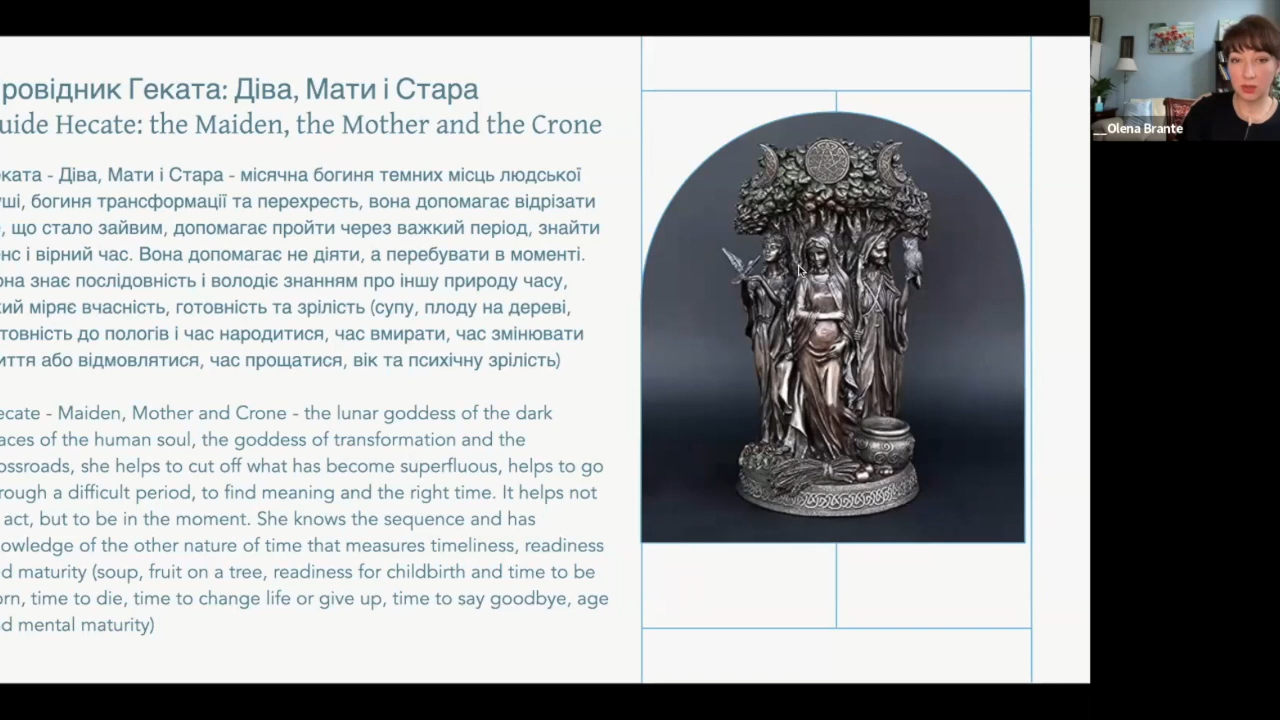 ровідник Геката: Діва, Мати і Стара
uide Hecate: the Maiden, the Mother and the Crone
ката - Діва, Мати і Стара - місячна богиня темних місць людської
уші, богиня трансформації та перехресть, вона допомагає відрізати
, що стало зайвим, допомагає пройти через важкий період, знайти
нс і вірний час. Вона допомагає не діяти, а перебувати в моменті.
она знає послідовність і володіє знанням про іншу природу часу,
кий міряє вчасність, готовність та зрілість (супу, плоду на дереві,
товність до пологів і час народитися, час вмирати, час змінювати
иття або відмовлятися, час прощатися, вік та психічну зрілість)
ecate - Maiden, Mother and Crone - the lunar goddess of the dark
aces of the human soul, the goddess of transformation and the
ossroads, she helps to cut off what has become superfluous, helps to go
rough a difficult period, to find meaning and the right time. It helps not
act, but to be in the moment. She knows the sequence and has
owledge of the other nature of time that measures timeliness, readiness
d maturity (soup, fruit on a tree, readiness for childbirth and time to be
orn, time to die, time to change life or give up, time to say goodbye, age
d mental maturity)
__Olena Brante